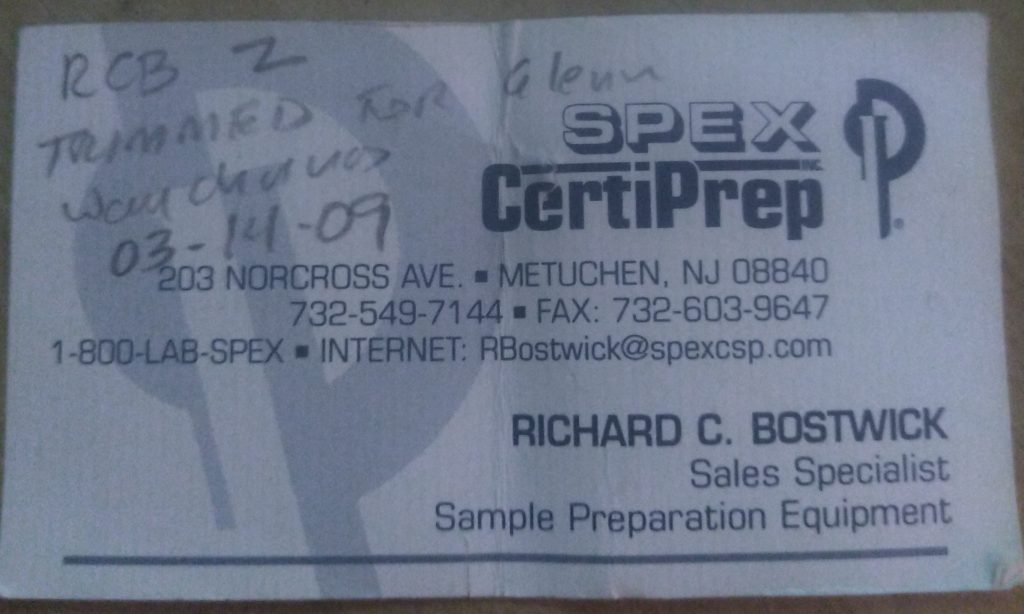 RCB 2
TRIMMED FOR Glenn
03-14-09
SPEX
CertiPrep INC.
®
203 NORCROSS AVE. ▪ METUCHEN, NJ 08840
732-549-7144 ▪ FAX: 732-603-9647
1-800-LAB-SPEX ▪ INTERNET: RBostwick@spexcsp.com
RICHARD C. BOSTWICK
Sales Specialist
Sample Preparation Equipment